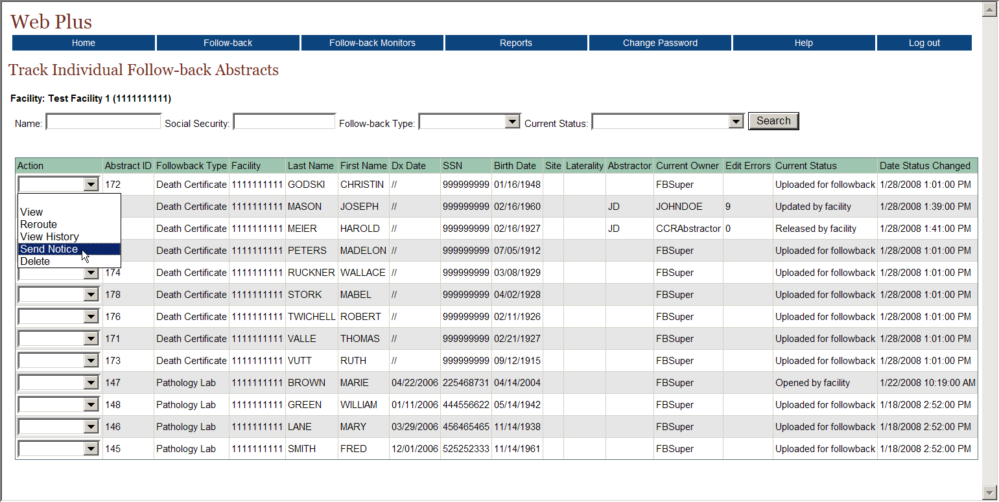 Web Plus
Home Follow-back Follow-back Monitors Reports Change Password Help Log out
Track Individual Follow-back Abstracts
Facility: Test Facility 1 (1111111111)
Name: Social Security: Follow-back Type: Current Status: Search
Action Abstract ID Followback Type Facility Last Name First Name Dx Date SSN Birth Date Site Laterality Abstractor Current Owner Edit Errors Current Status Date Status Changed
172 Death Certificate 1111111111 GODSKI CHRISTIN // 999999999 01/16/1948 FBSuper Uploaded for followback 1/28/2008 1:01:00 PM
Death Certificate 1111111111 MASON JOSEPH // 999999999 02/16/1960 JD JOHNDOE 9 Updated by facility 1/28/2008 1:39:00 PM
View
Reroute
Death Certificate 1111111111 MEIER HAROLD // 999999999 02/16/1927 JD CCRAbstractor 0 Released by facility 1/28/2008 1:41:00 PM
View History
Send Notice
Death Certificate 1111111111 PETERS MADELON // 999999999 07/05/1912 FBSuper Uploaded for followback 1/28/2008 1:01:00 PM
Delete
174 Death Certificate 1111111111 RUCKNER WALLACE // 999999999 03/08/1929 FBSuper Uploaded for followback 1/28/2008 1:01:00 PM
178 Death Certificate 1111111111 STORK MABEL // 999999999 04/02/1928 FBSuper Uploaded for followback 1/28/2008 1:01:00 PM
176 Death Certificate 1111111111 TWICHELL ROBERT // 999999999 02/11/1926 FBSuper Uploaded for followback 1/28/2008 1:01:00 PM
171 Death Certificate 1111111111 VALLE THOMAS // 999999999 02/21/1927 FBSuper Uploaded for followback 1/28/2008 1:01:00 PM
173 Death Certificate 1111111111 VUTT RUTH // 999999999 09/12/1915 FBSuper Uploaded for followback 1/28/2008 1:01:00 PM
147 Pathology Lab 1111111111 BROWN MARIE 04/22/2006 225468731 04/14/2004 FBSuper Opened by facility 1/22/2008 10:19:00 AM
148 Pathology Lab 1111111111 GREEN WILLIAM 01/11/2006 444556622 05/14/1942 FBSuper Uploaded for followback 1/18/2008 2:52:00 PM
146 Pathology Lab 1111111111 LANE MARY 03/29/2006 456465465 11/14/1938 FBSuper Uploaded for followback 1/18/2008 2:52:00 PM
145 Pathology Lab 1111111111 SMITH FRED 12/01/2006 525252333 11/14/1961 FBSuper Uploaded for followback 1/18/2008 2:52:00 PM